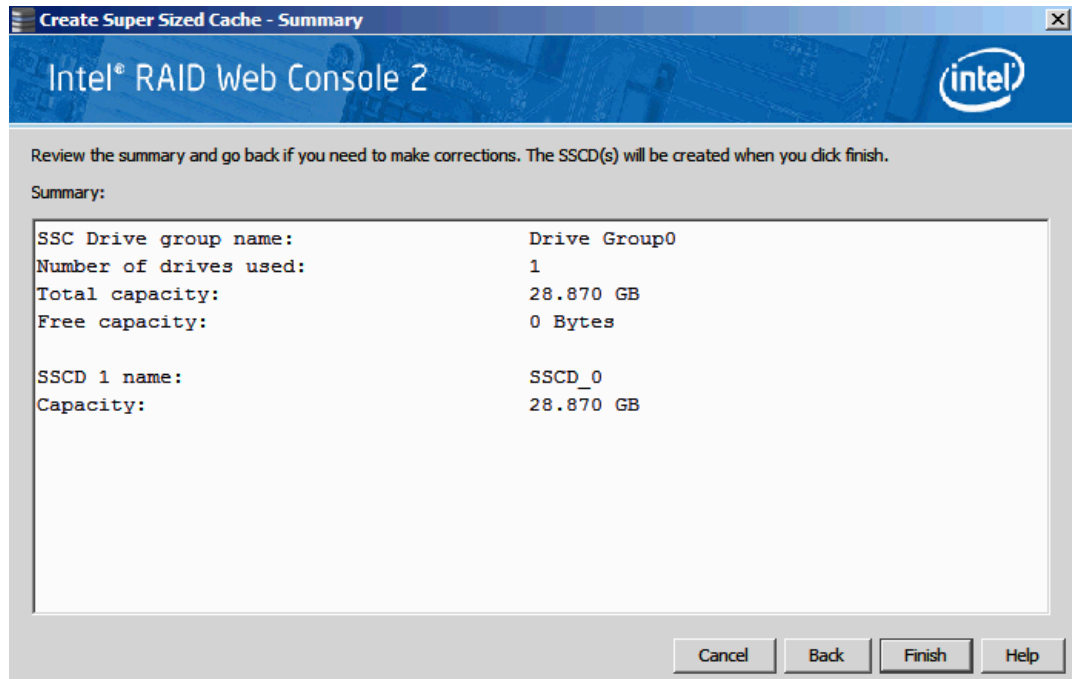 Create Super Sized Cache - Summary
Intel® RAID Web Console 2
intel
Review the summary and go back if you need to make corrections. The SSCD(s) will be created when you click finish.
Summary:
SSC Drive group name: Drive Group0
Number of drives used: 1
Total capacity: 28.870 GB
Free capacity: 0 Bytes
SSCD 1 name: SSCD_0
Capacity: 28.870 GB
Cancel Back Finish Help